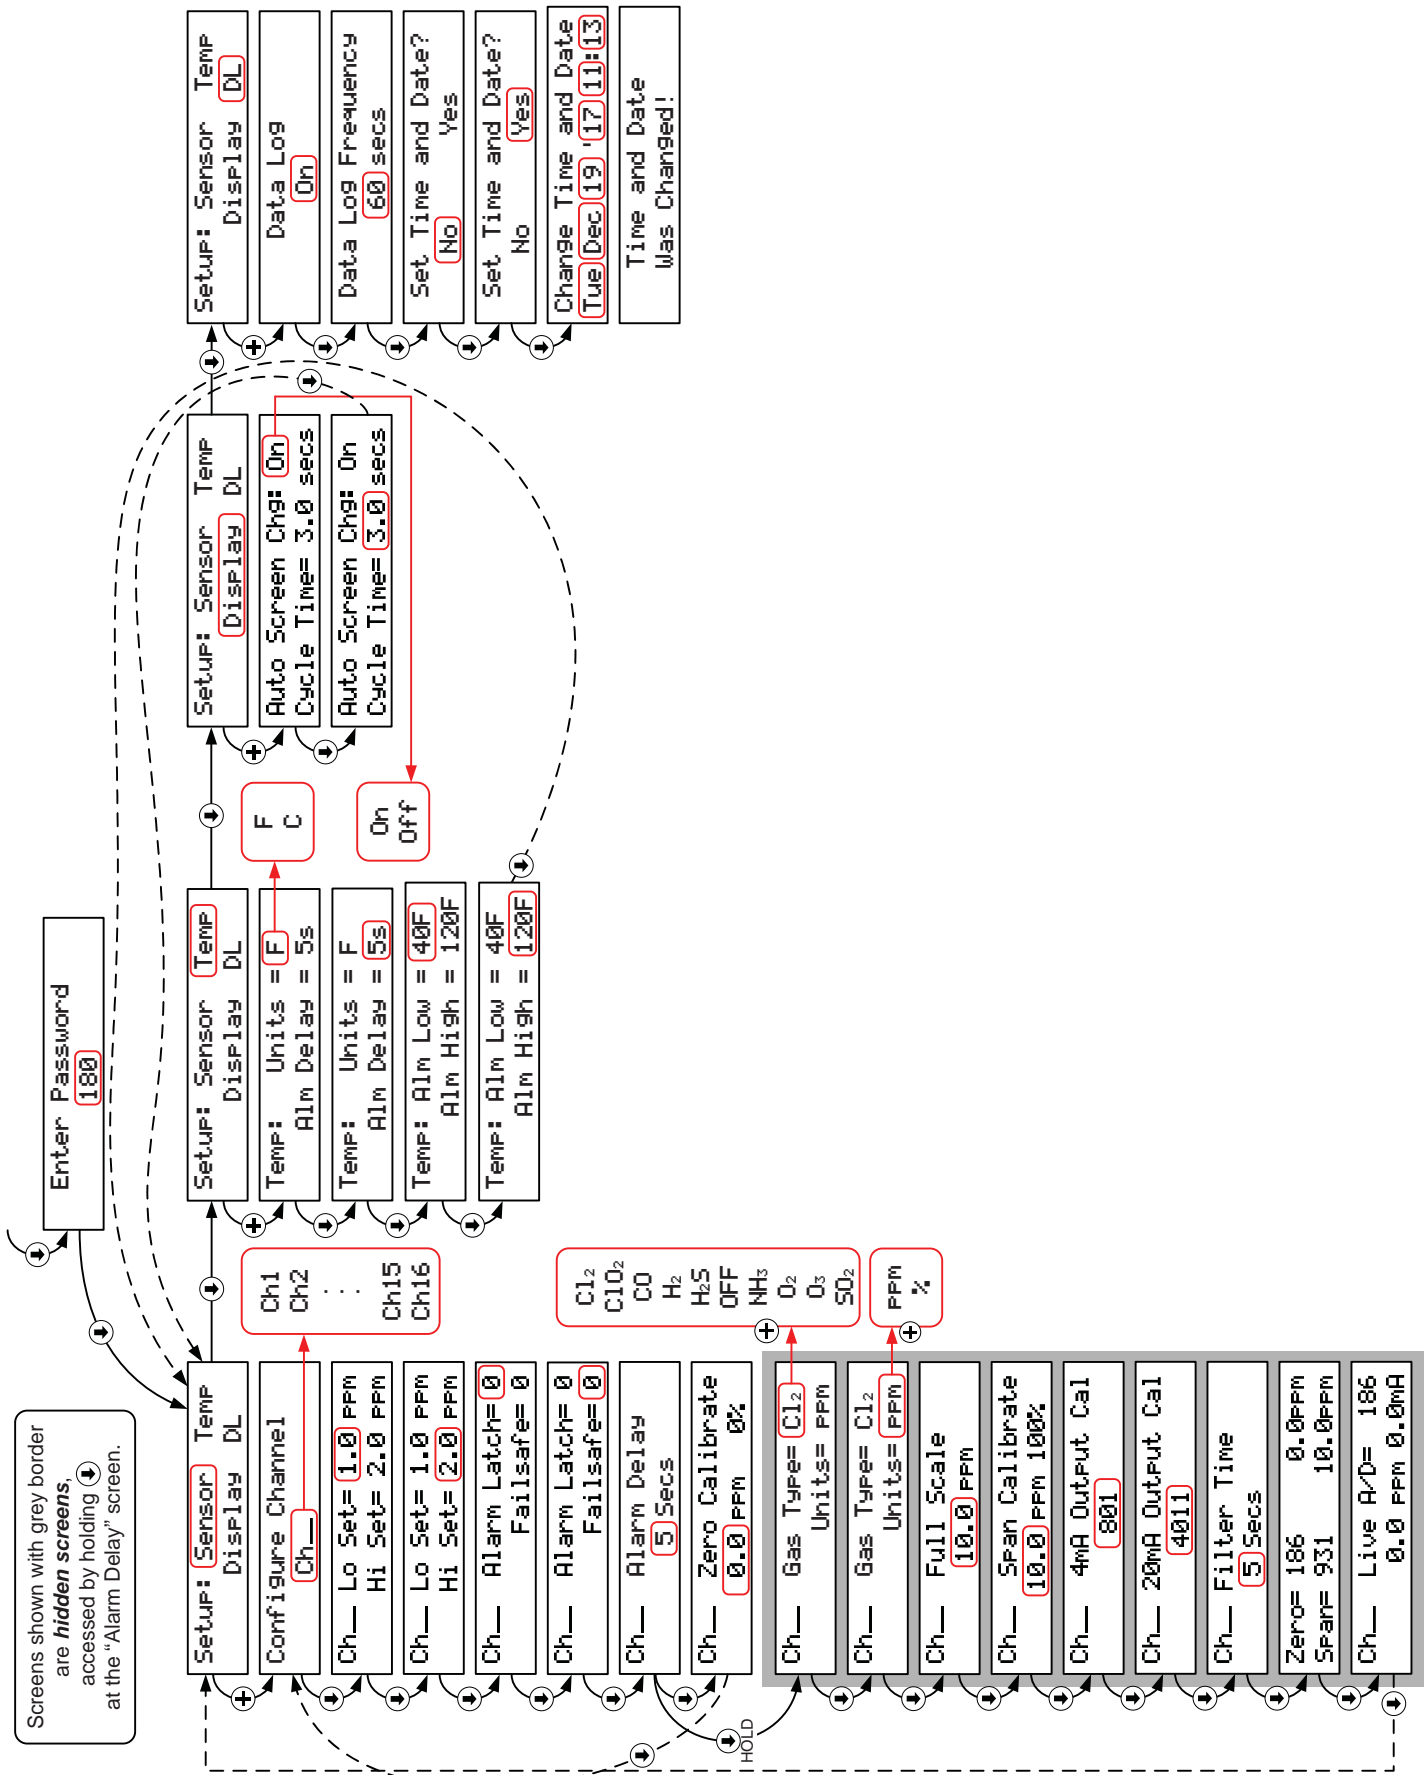 Screens shown with grey border
are hidden screens,
accessed by holding
at the “Alarm Delay” screen.
Enter Password
180
Setup: Sensor Temp
Display DL
Configure Channel
Ch__
Ch1
Ch2
. . .
Ch15
Ch16
Ch__ Lo Set= 1.0 PPM
Hi Set= 2.0 PPM
Ch__ Lo Set= 1.0 PPM
Hi Set= 2.0 PPM
Ch__ Alarm Latch= 0
Failsafe= 0
Ch__ Alarm Latch= 0
Failsafe= 0
Ch__ Alarm Delay
5 Secs
Ch__ Zero Calibrate
0.0 PPM 0%
HOLD
Ch__ Gas Type= Cl₂
Units= PPM
Cl₂
ClO₂
CO
H₂
H₂S
OFF
NH₃
O₂
O₃
SO₂
Ch__ Gas Type= Cl₂
Units= PPM
PPM
%
Ch__ Full Scale
10.0 PPM
Ch__ Span Calibrate
10.0 PPM 100%
Ch__ 4mA Output Cal
801
Ch__ 20mA Output Cal
4011
Ch__ Filter Time
5 Secs
Zero= 186 0.0PPM
Span= 931 10.0PPM
Ch__ Live A/D= 186
0.0 PPM 0.0mA
Setup: Sensor Temp
Display DL
Temp: Units = F
Alm Delay = 5s
F
C
Temp: Units = F
Alm Delay = 5s
Temp: Alm Low = 40F
Alm High = 120F
Temp: Alm Low = 40F
Alm High = 120F
Setup: Sensor Temp
Display DL
Auto Screen Chg: On
Cycle Time= 3.0 secs
On
Off
Auto Screen Chg: On
Cycle Time= 3.0 secs
Setup: Sensor Temp
Display DL
Data Log
On
Data Log Frequency
60 secs
Set Time and Date?
No Yes
Set Time and Date?
No Yes
Change Time and Date
Tue Dec 19 '17 11:13
Time and Date
Was Changed!